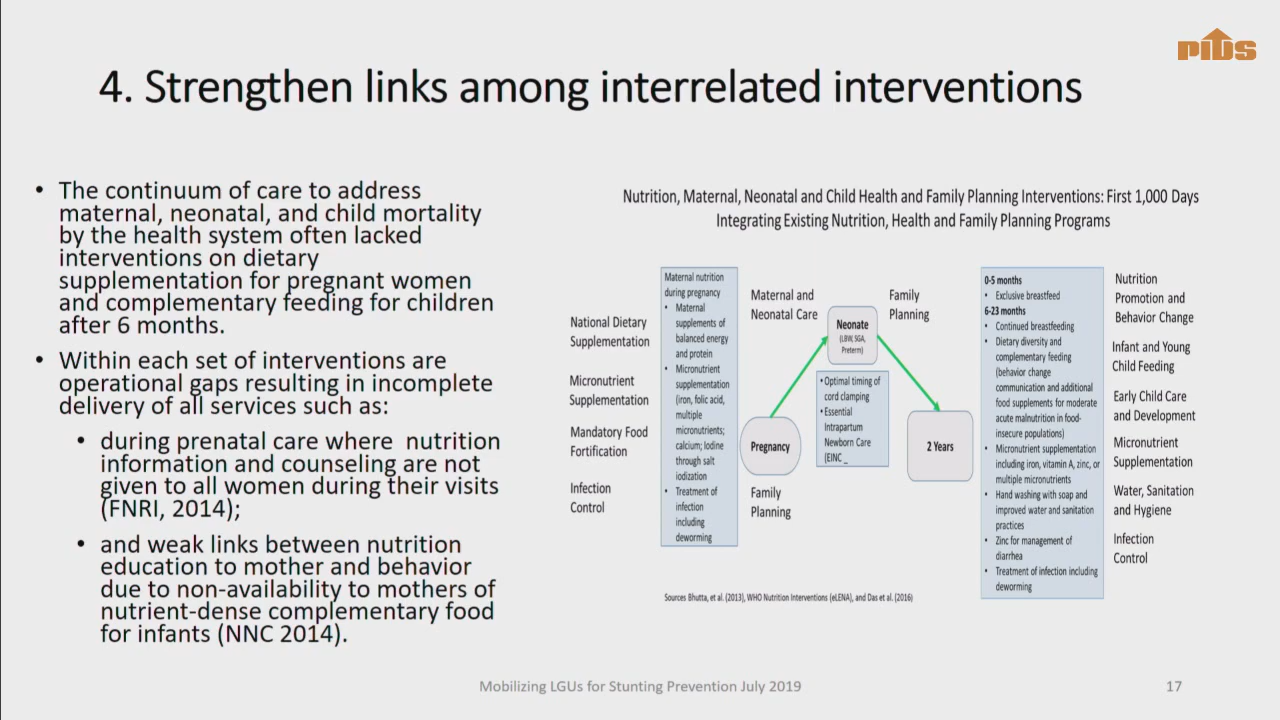 PIDS
4. Strengthen links among interrelated interventions
• The continuum of care to address
maternal, neonatal, and child mortality
by the health system often lacked
interventions on dietary
supplementation for pregnant women
and complementary feeding for children
after 6 months.
• Within each set of interventions are
operational gaps resulting in incomplete
delivery of all services such as:
• during prenatal care where nutrition
information and counseling are not
given to all women during their visits
(FNRI, 2014);
• and weak links between nutrition
education to mother and behavior
due to non-availability to mothers of
nutrient-dense complementary food
for infants (NNC 2014).
Nutrition, Maternal, Neonatal and Child Health and Family Planning Interventions: First 1,000 Days
Integrating Existing Nutrition, Health and Family Planning Programs
National Dietary
Supplementation
Micronutrient
Supplementation
Mandatory Food
Fortification
Infection
Control
Maternal nutrition
during pregnancy
• Maternal
supplements of
balanced energy
and protein
• Micronutrient
supplementation
(iron, folic acid,
multiple
micronutrients;
calcium; Iodine
through salt
iodization
• Treatment of
infection
including
deworming
Maternal and
Neonatal Care
Pregnancy
Family
Planning
Neonate
(LBW, SGA,
Preterm)
• Optimal timing of
cord clamping
• Essential
Intrapartum
Newborn Care
(EINC _
Family
Planning
2 Years
0-5 months
• Exclusive breastfeed
6-23 months
• Continued breastfeeding
• Dietary diversity and
complementary feeding
(behavior change
communication and additional
food supplements for moderate
acute malnutrition in food-
insecure populations)
• Micronutrient supplementation
including iron, vitamin A, zinc, or
multiple micronutrients
• Hand washing with soap and
improved water and sanitation
practices
• Zinc for management of
diarrhea
• Treatment of infection including
deworming
Nutrition
Promotion and
Behavior Change
Infant and Young
Child Feeding
Early Child Care
and Development
Micronutrient
Supplementation
Water, Sanitation
and Hygiene
Infection
Control
Sources Bhutta, et al. (2013), WHO Nutrition Interventions (eLENA), and Das et al. (2016)
Mobilizing LGUs for Stunting Prevention July 2019
17